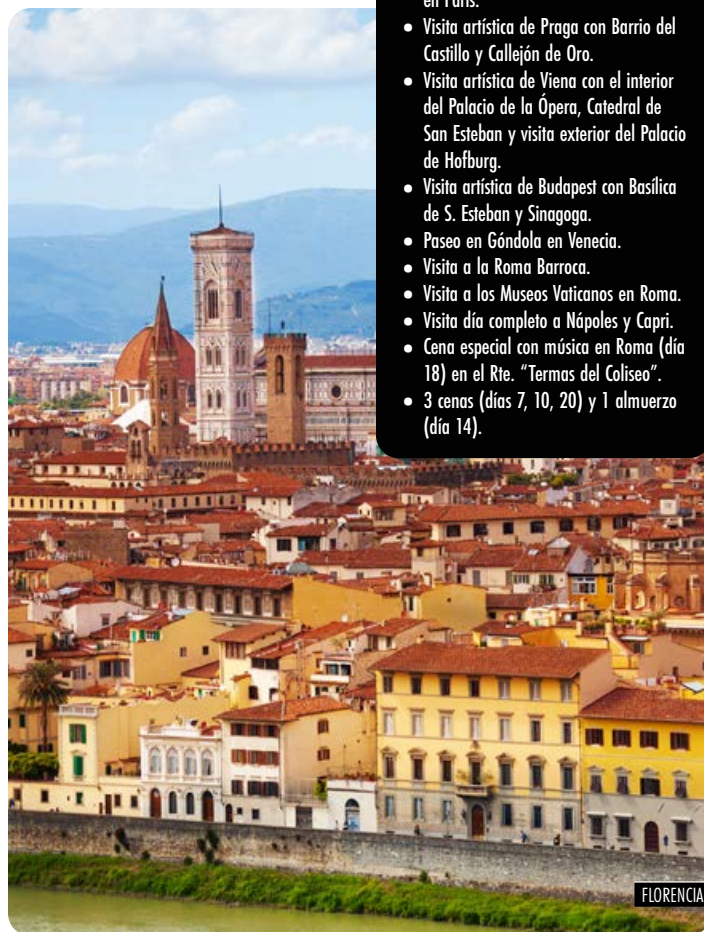 en París.
● Visita artística de Praga con Barrio del
Castillo y Callejón de Oro.
● Visita artística de Viena con el interior
del Palacio de la Ópera, Catedral de
San Esteban y visita exterior del Palacio
de Hofburg.
● Visita artística de Budapest con Basílica
de S. Esteban y Sinagoga.
● Paseo en Góndola en Venecia.
● Visita a la Roma Barroca.
● Visita a los Museos Vaticanos en Roma.
● Visita día completo a Nápoles y Capri.
● Cena especial con música en Roma (día
18) en el Rte. “Termas del Coliseo”.
● 3 cenas (días 7, 10, 20) y 1 almuerzo
(día 14).
FLORENCIA